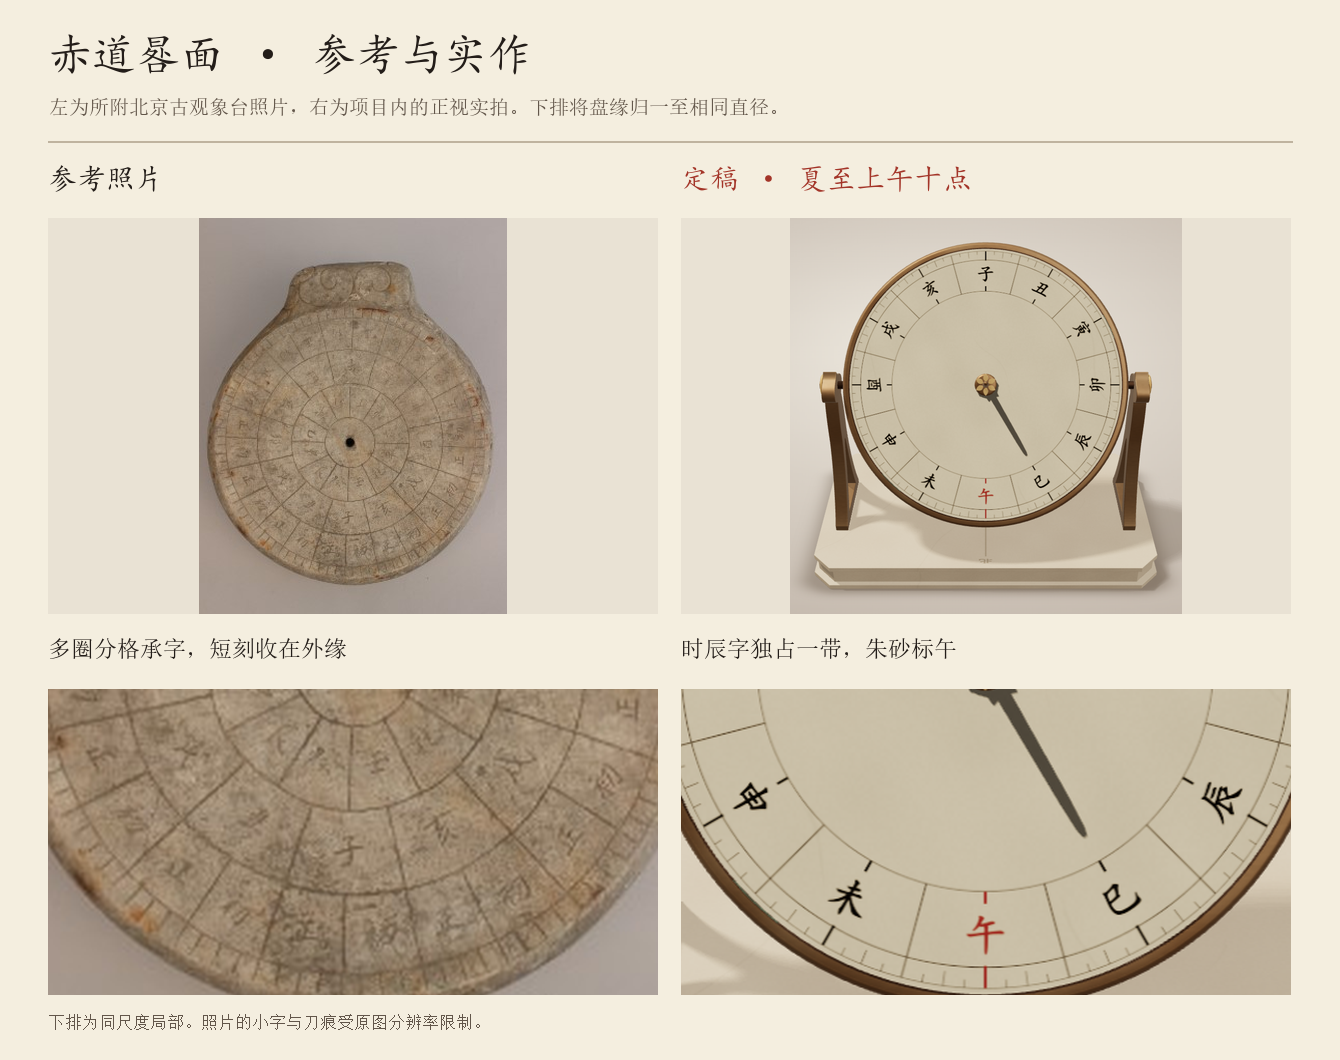 赤道晷面 • 参考与实作
左为所附北京古观象台照片，右为项目内的正视实拍。下排将盘缘归一至相同直径。
参考照片
定稿 • 夏至上午十点
子
丑
寅
卯
辰
巳
午
未
申
酉
戌
亥
多圈分格承字，短刻收在外缘
时辰字独占一带，朱砂标午
子
亥
申
未
午
巳
辰
下排为同尺度局部。照片的小字与刀痕受原图分辨率限制。